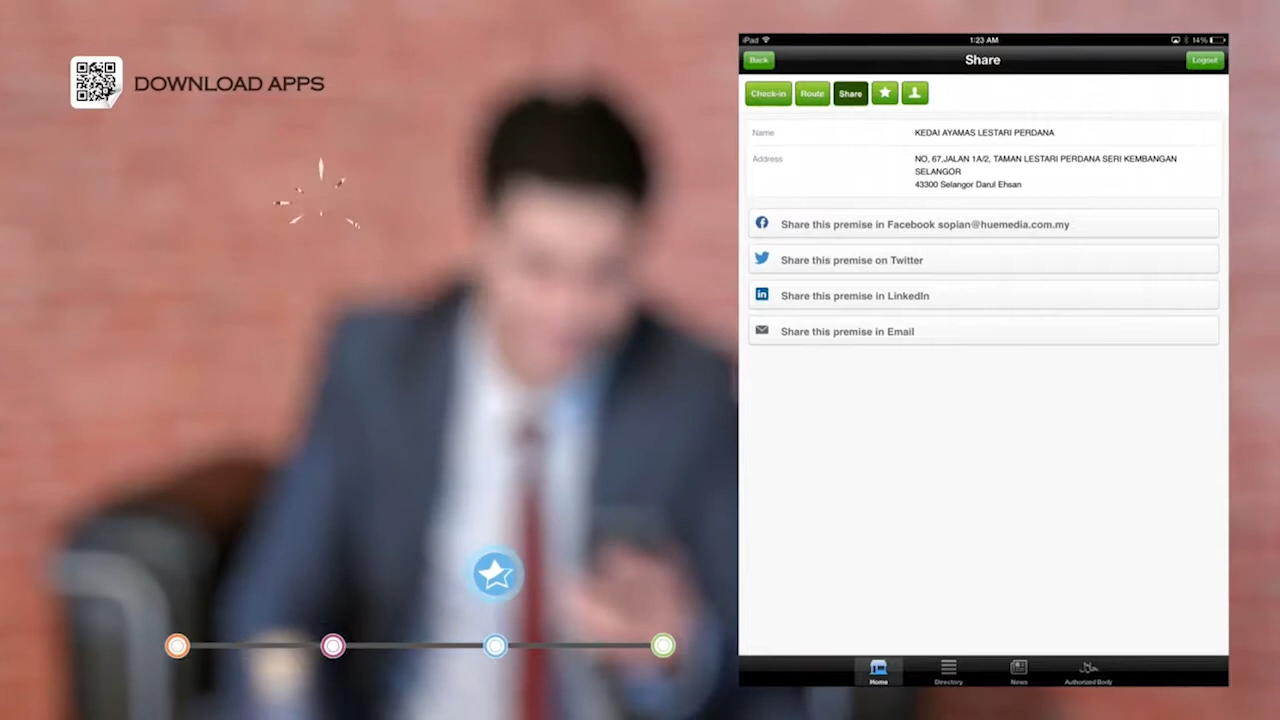 DOWNLOAD APPS
iPad
1:23 AM
14%
Back
Share
Logout
Check-in
Route
Share
Name
KEDAI AYAMAS LESTARI PERDANA
Address
NO, 67,JALAN 1A/2, TAMAN LESTARI PERDANA SERI KEMBANGAN
SELANGOR
43300 Selangor Darul Ehsan
Share this premise in Facebook sopian@huemedia.com.my
Share this premise on Twitter
in
Share this premise in LinkedIn
Share this premise in Email
Home
Directory
News
حلال
Authorized Body